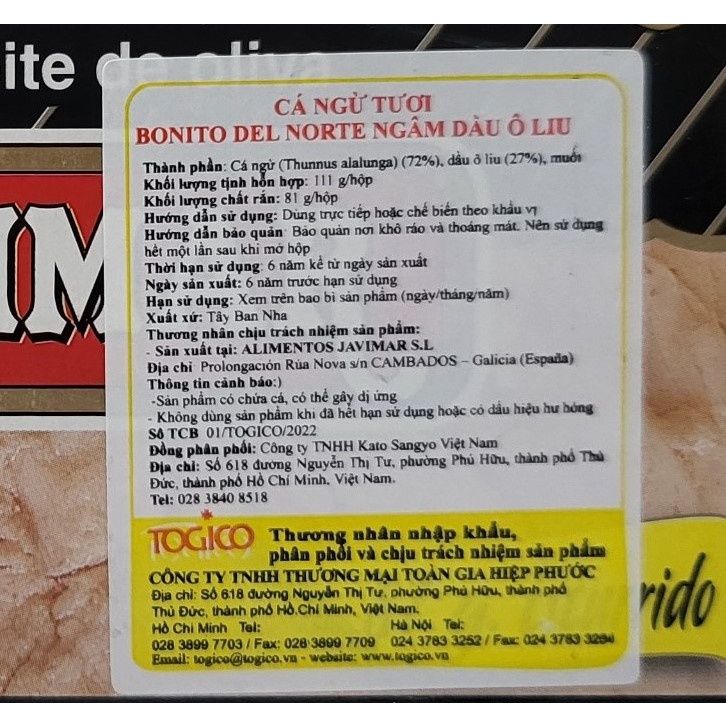 ite de oliva
CÁ NGỪ TƯƠI
BONITO DEL NORTE NGÂM DẦU Ô LIU
Thành phần: Cá ngừ (Thunnus alalunga) (72%), dầu ô liu (27%), muối
Khối lượng tịnh hỗn hợp: 111 g/hộp
Khối lượng chất rắn: 81 g/hộp
Hướng dẫn sử dụng: Dùng trực tiếp hoặc chế biến theo khẩu vị
Hướng dẫn bảo quản: Bảo quản nơi khô ráo và thoáng mát. Nên sử dụng
hết một lần sau khi mở hộp
Thời hạn sử dụng: 6 năm kể từ ngày sản xuất
Ngày sản xuất: 6 năm trước hạn sử dụng
Hạn sử dụng: Xem trên bao bì sản phẩm (ngày/tháng/năm)
Xuất xứ: Tây Ban Nha
Thương nhân chịu trách nhiệm sản phẩm:
- Sản xuất tại: ALIMENTOS JAVIMAR S.L
Địa chỉ Prolongación Rúa Nova s/n CAMBADOS – Galicia (España)
Thông tin cảnh báo:)
-Sản phẩm có chứa cá, có thể gây dị ứng
- Không dùng sản phẩm khi đã hết hạn sử dụng hoặc có dấu hiệu hư hỏng
Số TCB 01/TOGICO/2022
Đồng phân phối: Công ty TNHH Kato Sangyo Việt Nam
Địa chỉ: Số 618 đường Nguyễn Thị Tư, phường Phú Hữu, thành phố Thủ
Đức, thành phố Hồ Chí Minh, Việt Nam.
Tel: 028 3840 8518
TOGICO Thương nhân nhập khẩu,
phân phối và chịu trách nhiệm sản phẩm
CÔNG TY TNHH THƯƠNG MẠI TOÀN GIA HIỆP PHƯỚC
Địa chỉ: Số 618 đường Nguyễn Thị Tư, phường Phú Hữu, thành phố
Thủ Đức, thành phố Hồ Chí Minh, Việt Nam.
Hồ Chí Minh Tel: Hà Nội Tel:
028 3899 7703 / Fax: 028 3899 7709 024 3783 3252 / Fax: 024 3783 3254
Email: togico@togico.vn - website: www.togico.vn
IM
rido